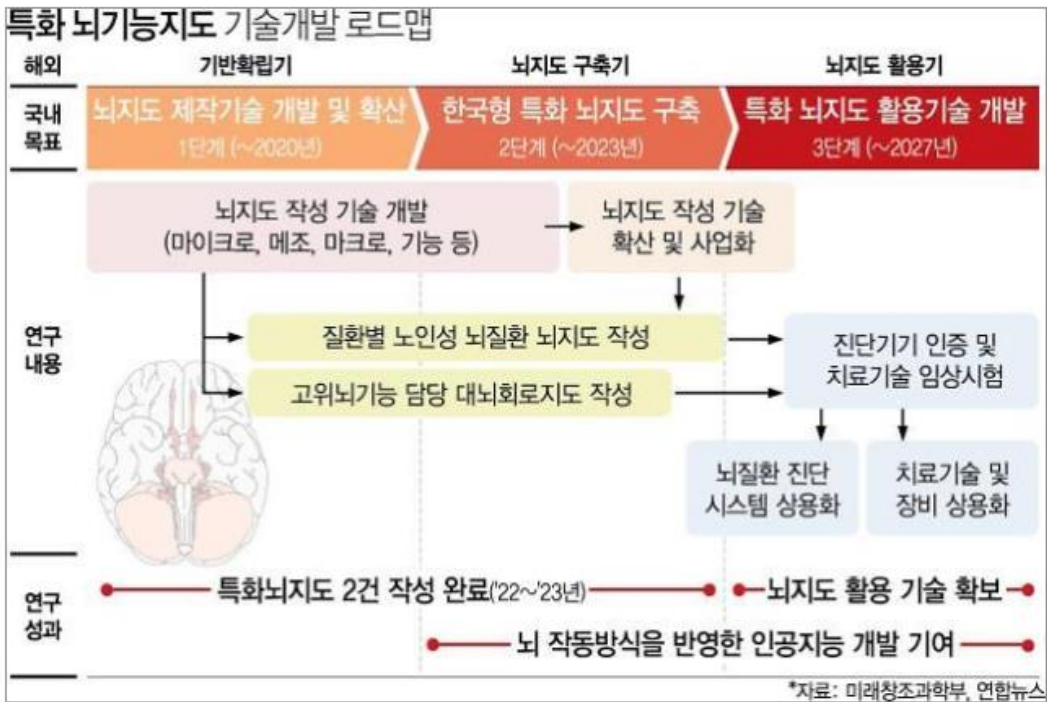 특화 뇌기능지도 기술개발 로드맵
해외
기반확립기
뇌지도 구축기
뇌지도 활용기
국내
목표
뇌지도 제작기술 개발 및 확산
1단계 (~2020년)
한국형 특화 뇌지도 구축
2단계 (~2023년)
특화 뇌지도 활용기술 개발
3단계 (~2027년)
연구
내용
뇌지도 작성 기술 개발
(마이크로, 메조, 마크로, 기능 등)
뇌지도 작성 기술
확산 및 사업화
질환별 노인성 뇌질환 뇌지도 작성
고위뇌기능 담당 대뇌회로지도 작성
진단기기 인증 및
치료기술 임상시험
뇌질환 진단
시스템 상용화
치료기술 및
장비 상용화
연구
성과
특화뇌지도 2건 작성 완료('22~'23년)
뇌지도 활용 기술 확보
뇌 작동방식을 반영한 인공지능 개발 기여
*자료: 미래창조과학부, 연합뉴스